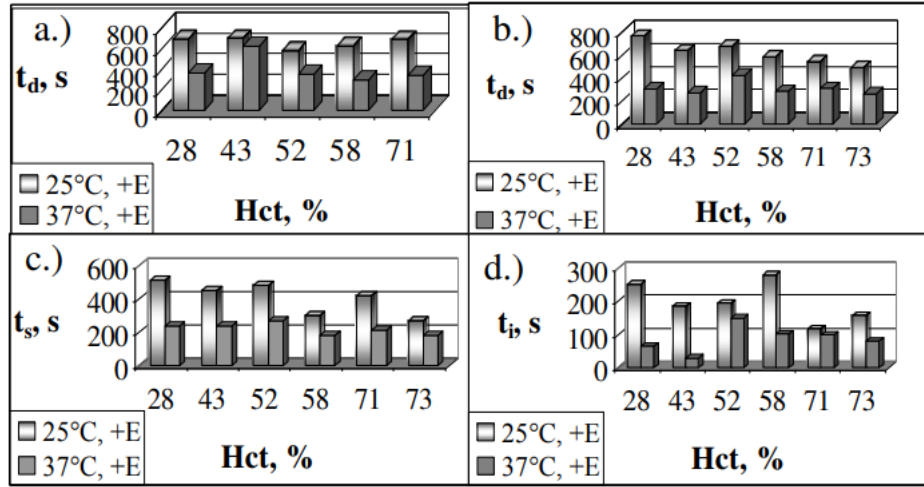 a.)
800
600
400
200
0
t_d, s
28 43 52 58 71
25°C, +E
37°C, +E
Hct, %
b.)
800
600
400
200
0
t_d, s
28 43 52 58 71 73
25°C, +E
37°C, +E
Hct, %
c.)
600
400
200
0
t_s, s
28 43 52 58 71 73
25°C, +E
37°C, +E
Hct, %
d.)
300
200
100
0
t_i, s
28 43 52 58 71 73
25°C, +E
37°C, +E
Hct, %